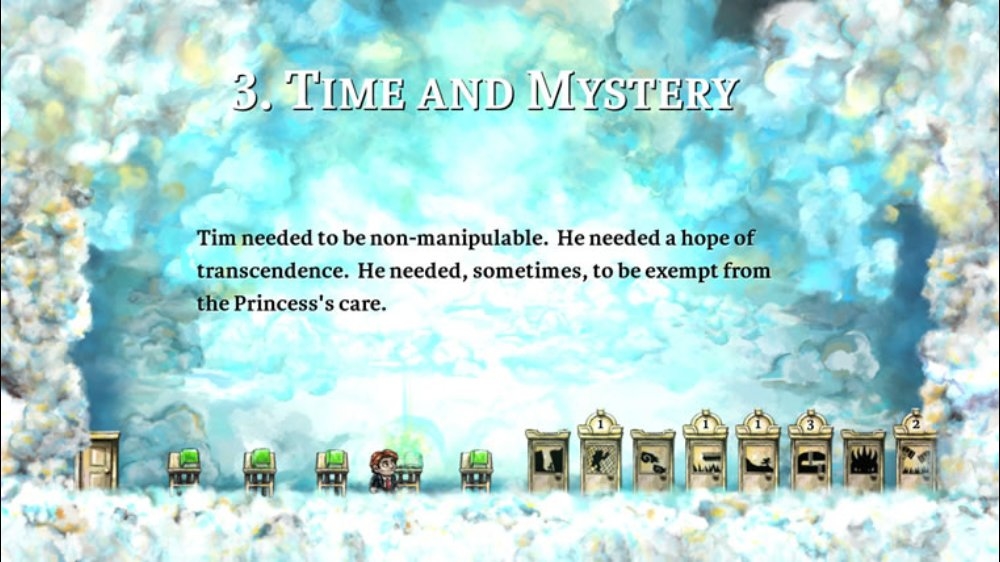 3. TIME AND MYSTERY
Tim needed to be non-manipulable. He needed a hope of
transcendence. He needed, sometimes, to be exempt from
the Princess's care.
1 1 1 3 2